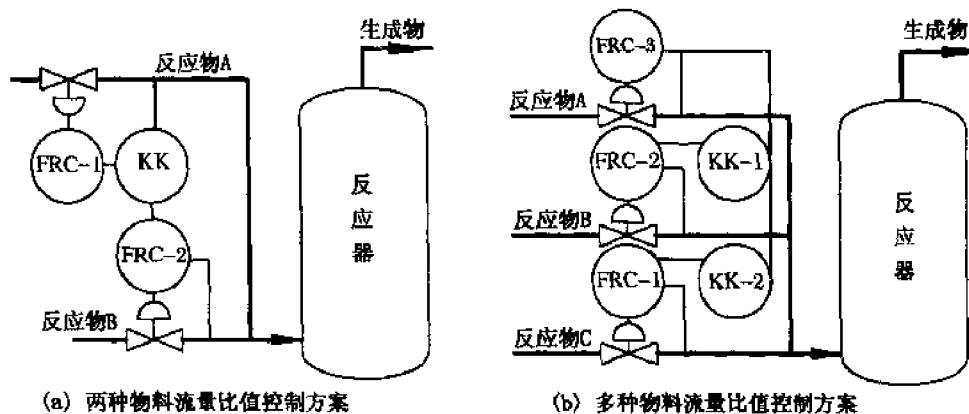 生成物
反应物A
FRC-1
KK
FRC-2
反应物B
反
应
器
(a) 两种物料流量比值控制方案
生成物
FRC-3
反应物A
FRC-2
KK-1
反应物B
FRC-1
KK-2
反应物C
反
应
器
(b) 多种物料流量比值控制方案